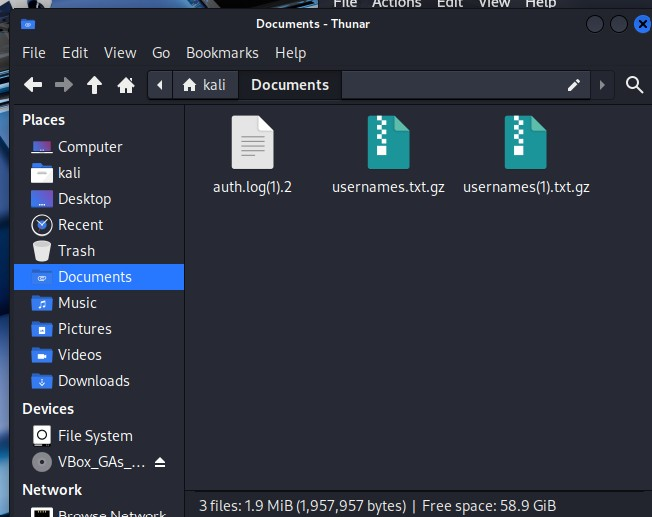 File Actions Edit View Help
Documents - Thunar
File Edit View Go Bookmarks Help
kali Documents
Places
Computer
kali
Desktop
Recent
Trash
Documents
Music
Pictures
Videos
Downloads
Devices
File System
VBox_GAs_...
Network
Browse Network
auth.log(1).2 usernames.txt.gz usernames(1).txt.gz
3 files: 1.9 MiB (1,957,957 bytes) | Free space: 58.9 GiB